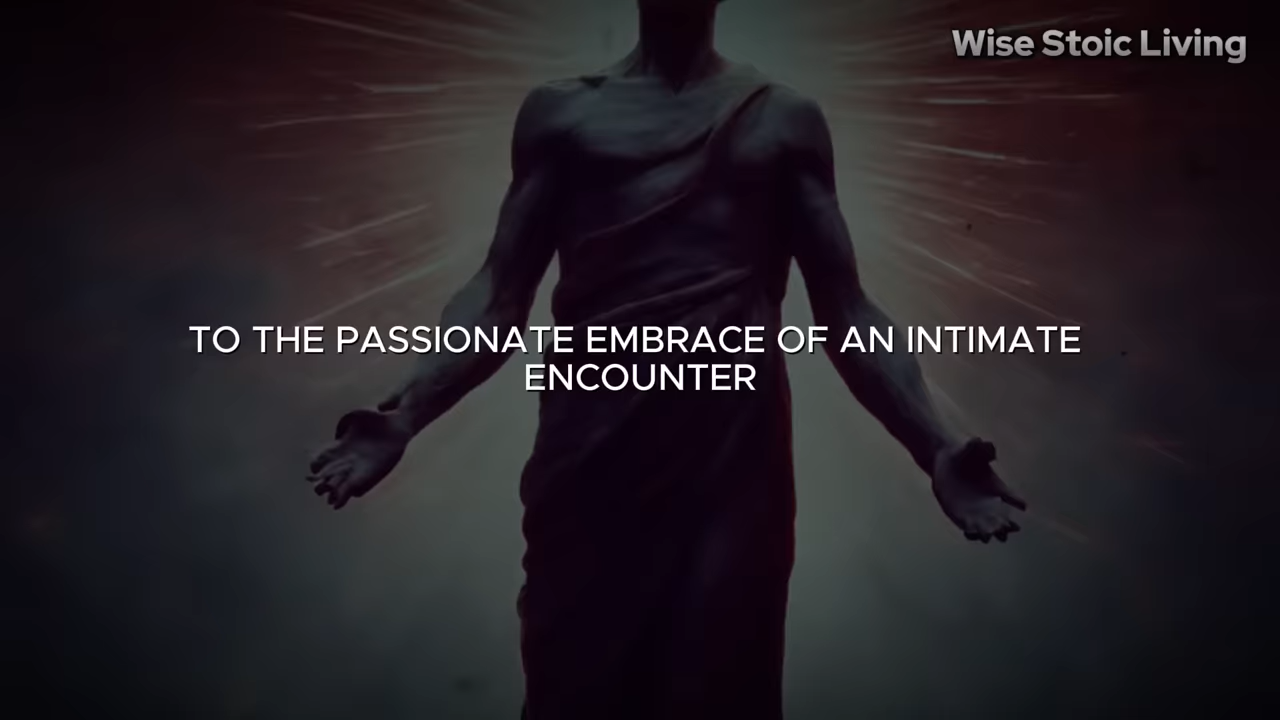 Wise Stoic Living
TO THE PASSIONATE EMBRACE OF AN INTIMATE
ENCOUNTER